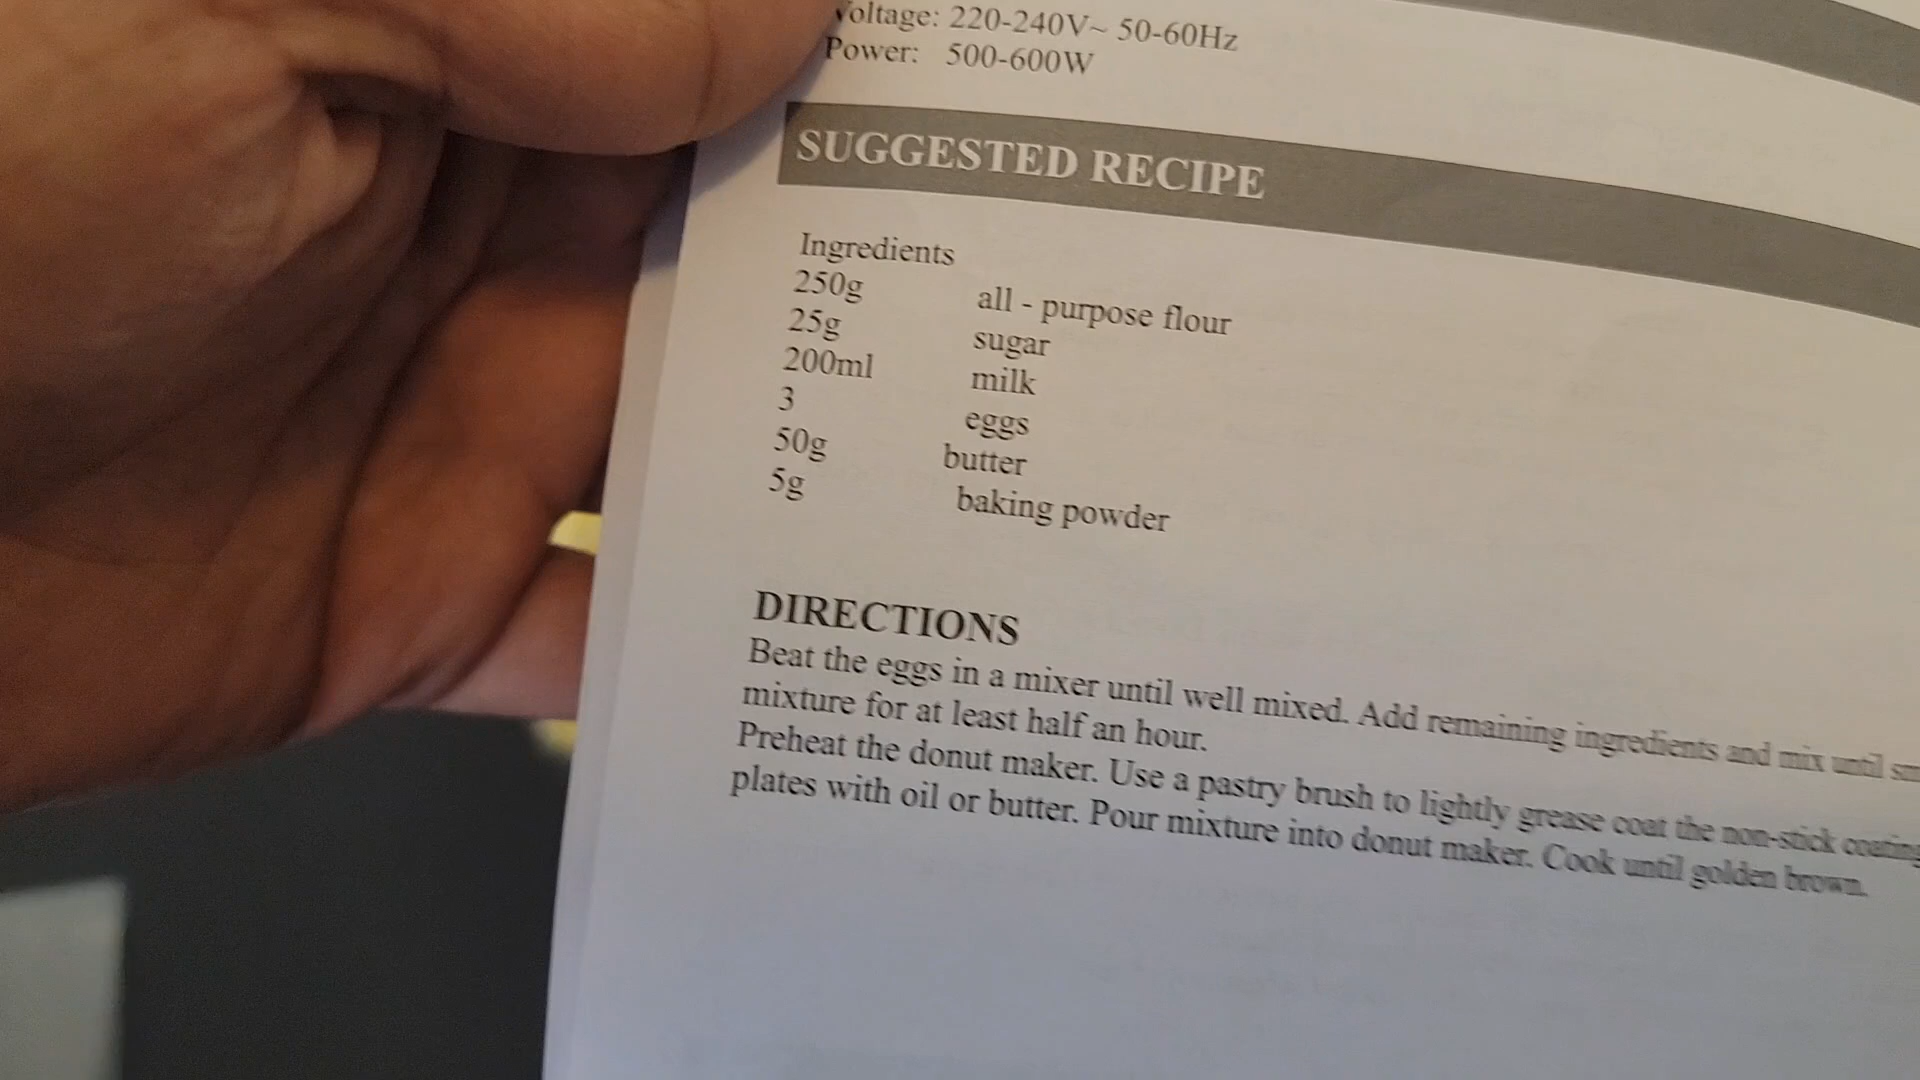 Voltage: 220-240V~ 50-60Hz
Power: 500-600W
SUGGESTED RECIPE
Ingredients
250g all - purpose flour
25g sugar
200ml milk
3 eggs
50g butter
5g baking powder
DIRECTIONS
Beat the eggs in a mixer until well mixed. Add remaining ingredients and mix until
mixture for at least half an hour.
Preheat the donut maker. Use a pastry brush to lightly grease coat the non-stick coating
plates with oil or butter. Pour mixture into donut maker. Cook until golden brown.